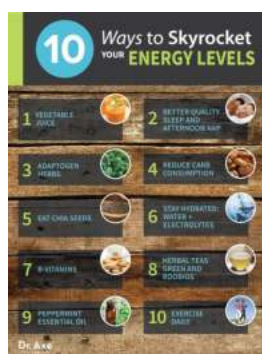 10 Ways to Skyrocket
YOUR ENERGY LEVELS
1 VEGETABLE
JUICE
2 BETTER QUALITY
SLEEP AND
AFTERNOON NAP
3 ADAPTOGEN
HERBS
4 REDUCE CARB
CONSUMPTION
5 EAT CHIA SEEDS
6 STAY HYDRATED:
WATER +
ELECTROLYTES
7 B-VITAMINS
8 HERBAL TEAS
GREEN AND
ROOIBOS
9 PEPPERMINT
ESSENTIAL OIL
10 EXERCISE
DAILY
Dr. Axe